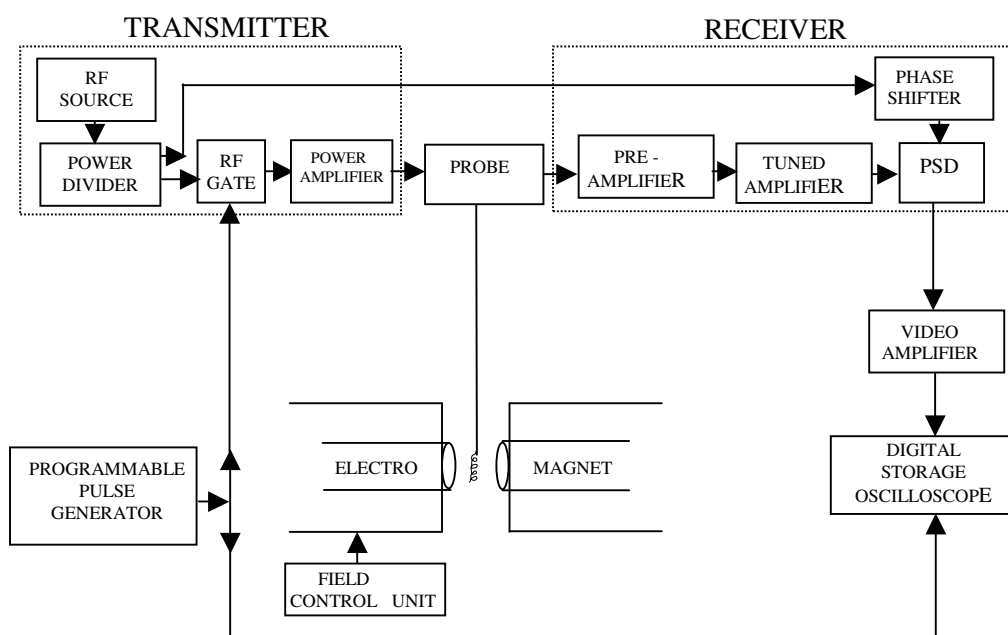 TRANSMITTER
RECEIVER
RF
SOURCE
PHASE
SHIFTER
POWER
DIVIDER
RF
GATE
POWER
AMPLIFIER
PROBE
PRE -
AMPLIFIER
TUNED
AMPLIFIER
PSD
VIDEO
AMPLIFIER
PROGRAMMABLE
PULSE
GENERATOR
ELECTRO
MAGNET
DIGITAL
STORAGE
OSCILLOSCOPE
FIELD
CONTROL UNIT